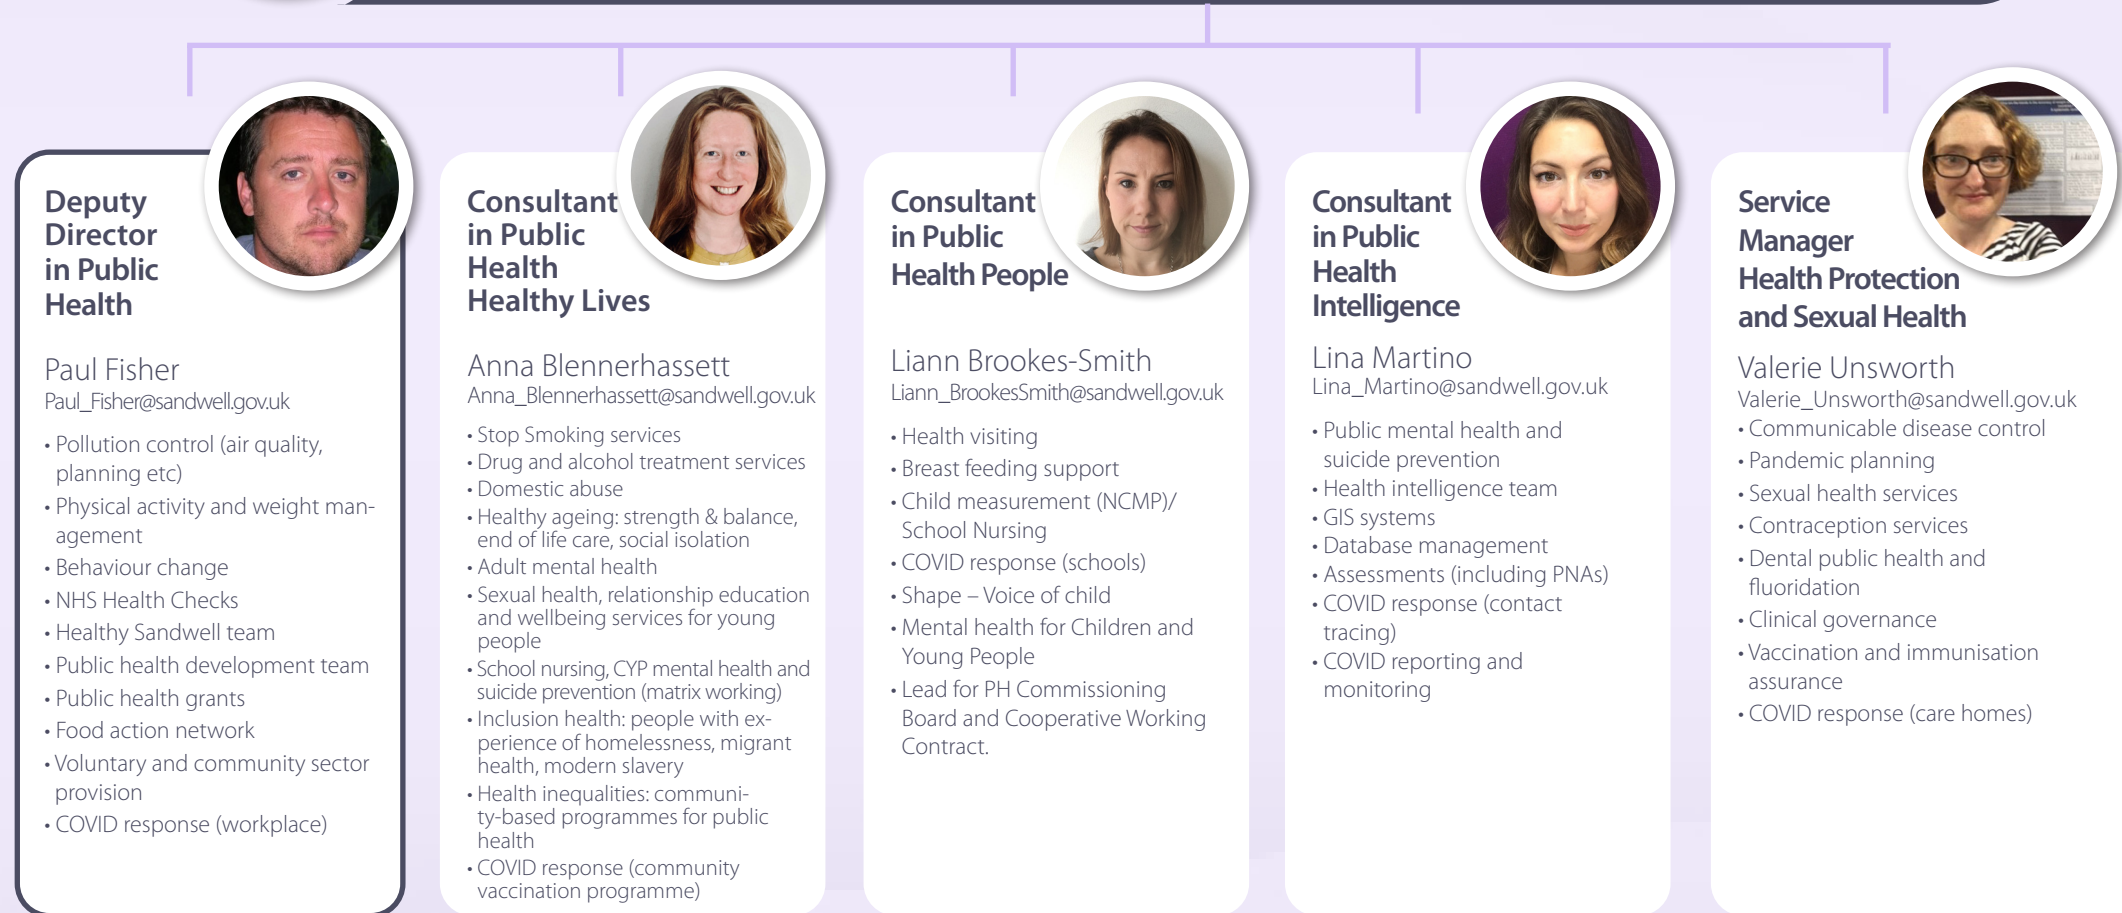 Deputy
Director
in Public
Health
Paul Fisher
Paul_Fisher@sandwell.gov.uk
• Pollution control (air quality,
planning etc)
• Physical activity and weight man-
agement
• Behaviour change
• NHS Health Checks
• Healthy Sandwell team
• Public health development team
• Public health grants
• Food action network
• Voluntary and community sector
provision
• COVID response (workplace)
Consultant
in Public
Health
Healthy Lives
Anna Blennerhassett
Anna_Blennerhassett@sandwell.gov.uk
• Stop Smoking services
• Drug and alcohol treatment services
• Domestic abuse
• Healthy ageing: strength & balance,
end of life care, social isolation
• Adult mental health
• Sexual health, relationship education
and wellbeing services for young
people
• School nursing, CYP mental health and
suicide prevention (matrix working)
• Inclusion health: people with ex-
perience of homelessness, migrant
health, modern slavery
• Health inequalities: communi-
ty-based programmes for public
health
• COVID response (community
vaccination programme)
Consultant
in Public
Health People
Liann Brookes-Smith
Liann_BrookesSmith@sandwell.gov.uk
• Health visiting
• Breast feeding support
• Child measurement (NCMP)/
School Nursing
• COVID response (schools)
• Shape – Voice of child
• Mental health for Children and
Young People
• Lead for PH Commissioning
Board and Cooperative Working
Contract.
Consultant
in Public
Health
Intelligence
Lina Martino
Lina_Martino@sandwell.gov.uk
• Public mental health and
suicide prevention
• Health intelligence team
• GIS systems
• Database management
• Assessments (including PNAs)
• COVID response (contact
tracing)
• COVID reporting and
monitoring
Service
Manager
Health Protection
and Sexual Health
Valerie Unsworth
Valerie_Unsworth@sandwell.gov.uk
• Communicable disease control
• Pandemic planning
• Sexual health services
• Contraception services
• Dental public health and
fluoridation
• Clinical governance
• Vaccination and immunisation
assurance
• COVID response (care homes)